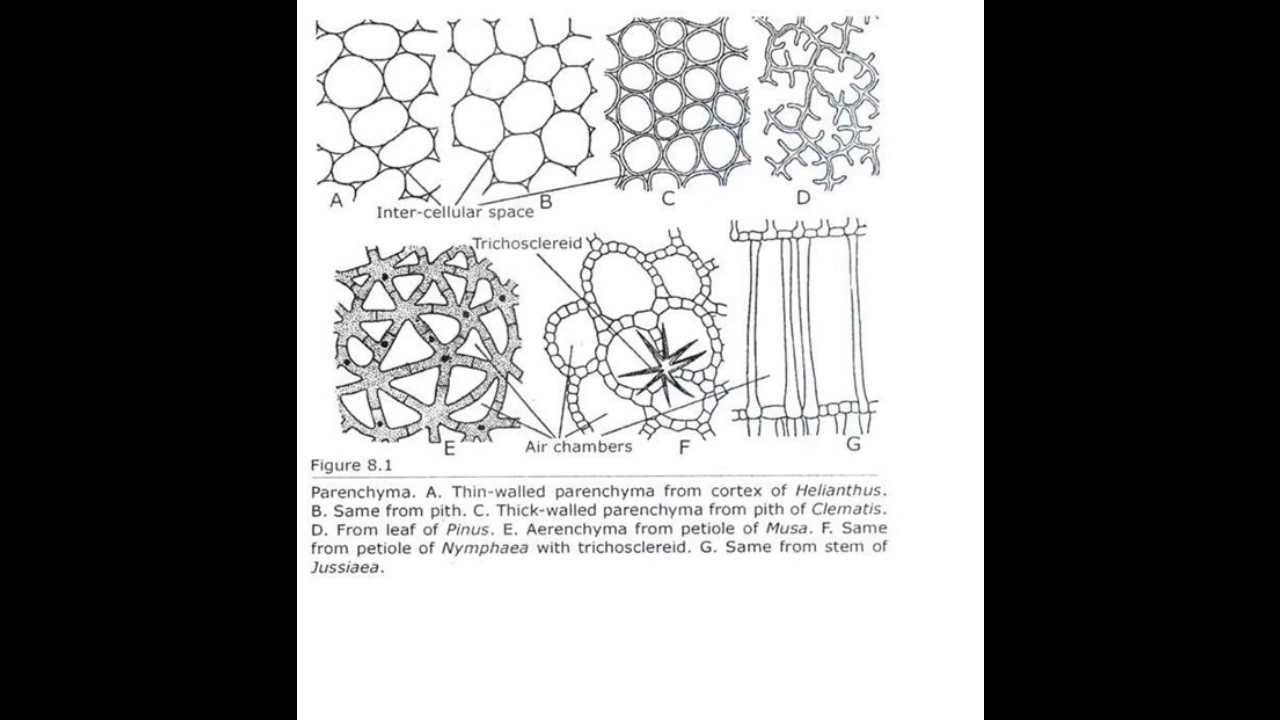 A
B
C
D
Inter-cellular space
Trichosclereid
E
Air chambers
F
G
Figure 8.1
Parenchyma. A. Thin-walled parenchyma from cortex of Helianthus.
B. Same from pith. C. Thick-walled parenchyma from pith of Clematis.
D. From leaf of Pinus. E. Aerenchyma from petiole of Musa. F. Same
from petiole of Nymphaea with trichosclereid. G. Same from stem of
Jussiaea.